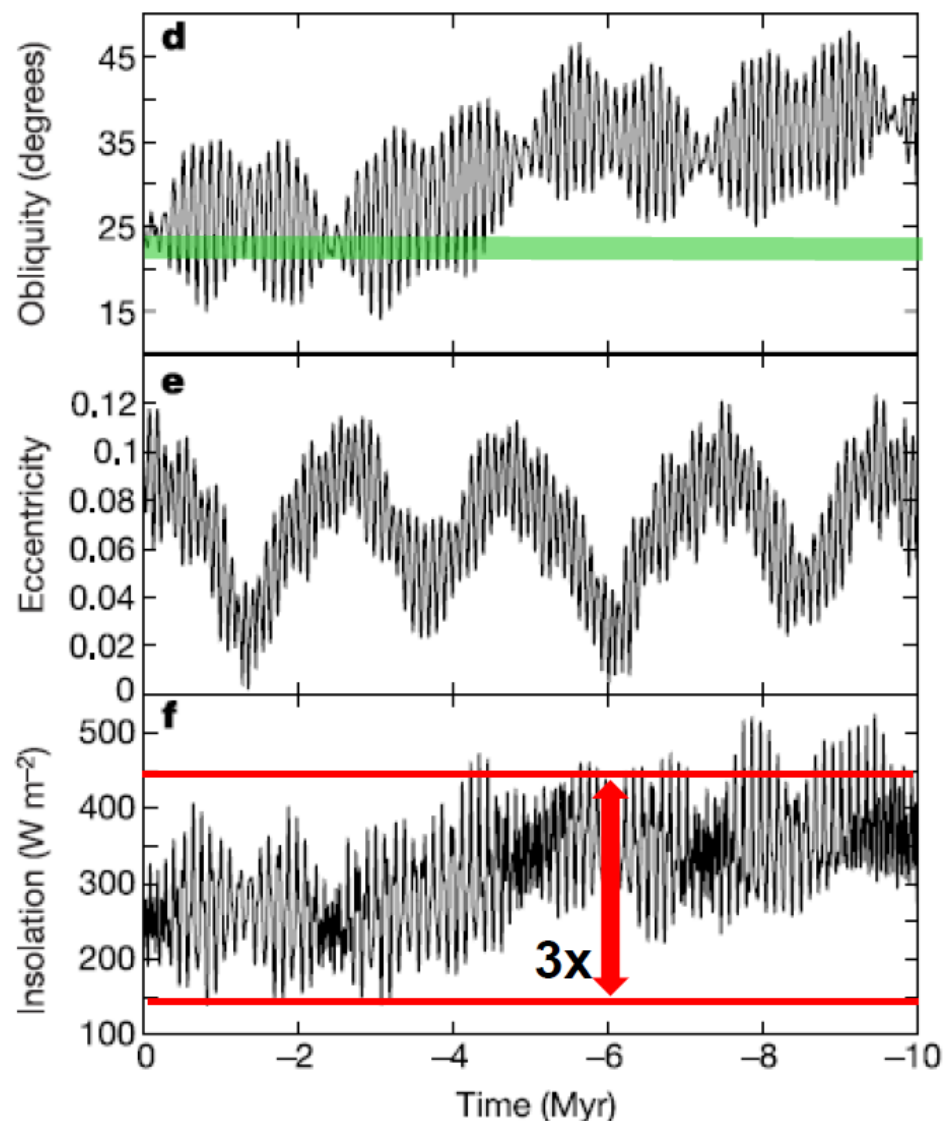 d
45
35
25
15
Obliquity (degrees)
e
0.12
0.1
0.08
0.06
0.04
0.02
0
Eccentricity
f
500
400
300
200
100
Insolation (W m⁻²)
3x
0 −2 −4 −6 −8 −10
Time (Myr)